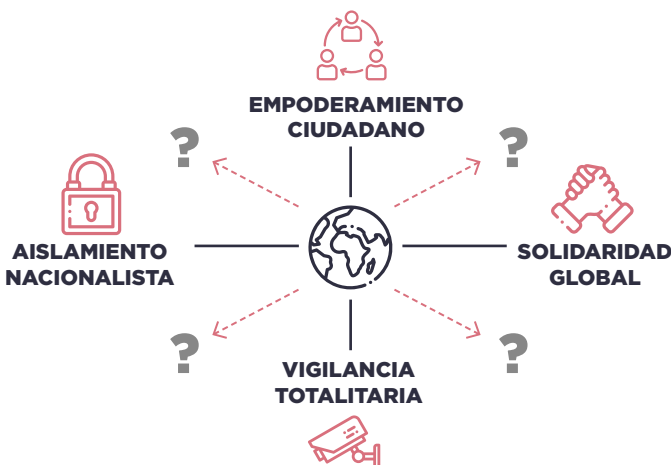 EMPODERAMIENTO
CIUDADANO
?
?
AISLAMIENTO
NACIONALISTA
SOLIDARIDAD
GLOBAL
?
?
VIGILANCIA
TOTALITARIA